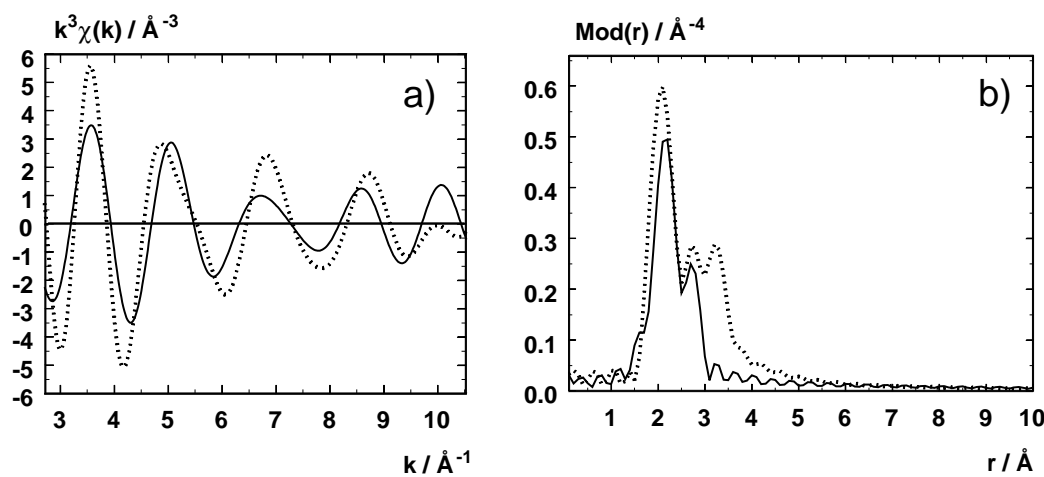 k³χ(k) / Å⁻³
6
5
4
3
2
1
0
-1
-2
-3
-4
-5
-6
a)
3 4 5 6 7 8 9 10
k / Å⁻¹
Mod(r) / Å⁻⁴
0.6
0.5
0.4
0.3
0.2
0.1
0.0
b)
1 2 3 4 5 6 7 8 9 10
r / Å